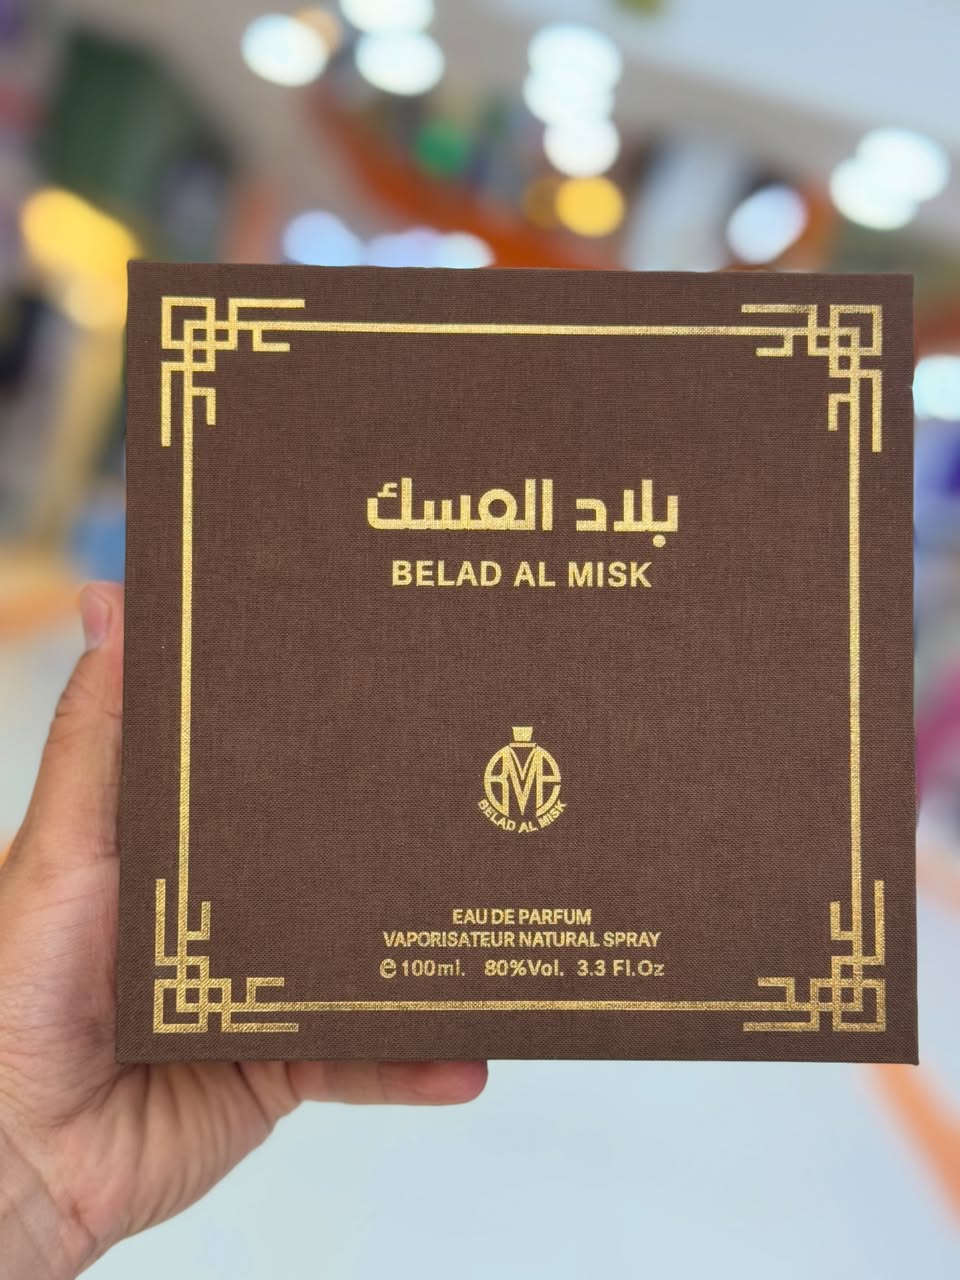 بلاد المسك
BELAD AL MISK
BMP
BELAD AL MISK
EAU DE PARFUM
VAPORISATEUR NATURAL SPRAY
℮ 100ml. 80%Vol. 3.3 Fl.Oz